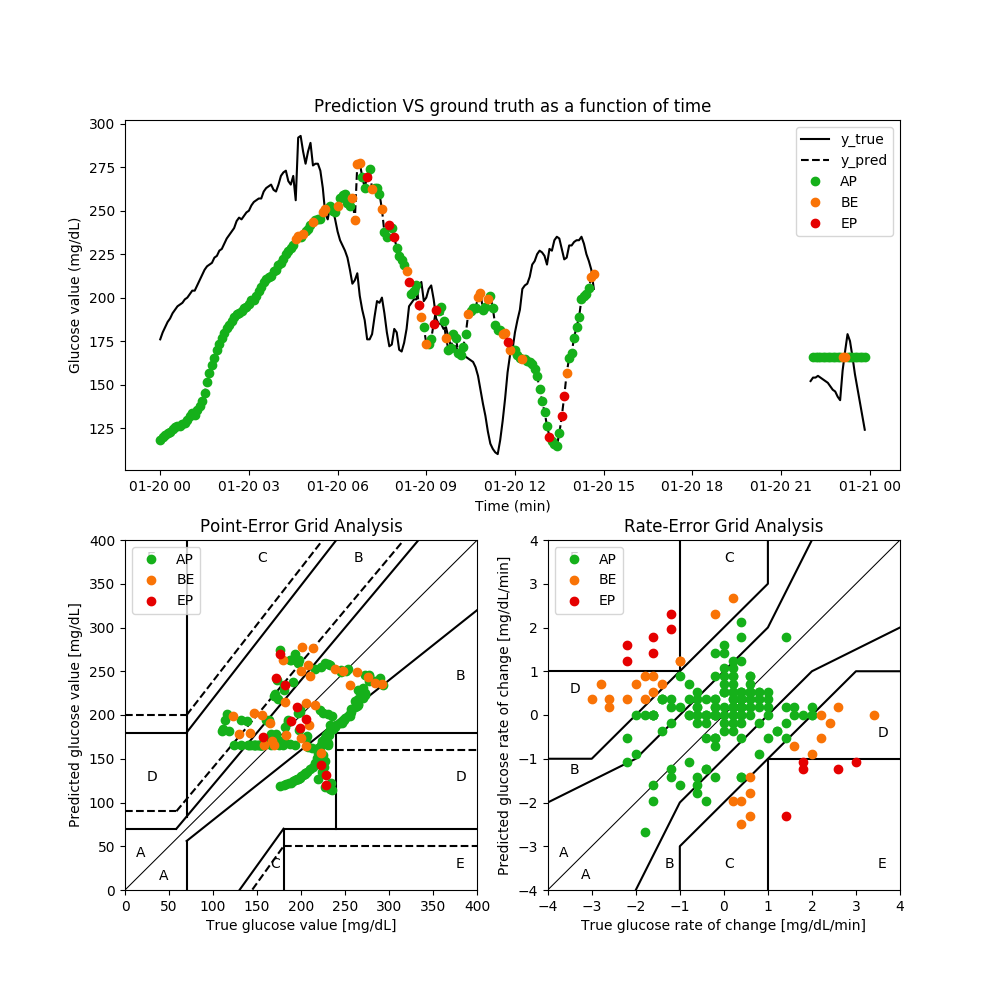 Prediction VS ground truth as a function of time
300
275
250
225
200
175
150
125
Glucose value (mg/dL)
y_true
y_pred
AP
BE
EP
01-20 00 01-20 03 01-20 06 01-20 09 01-20 12 01-20 15 01-20 18 01-20 21 01-21 00
Time (min)
Point-Error Grid Analysis
400
350
300
250
200
150
100
50
0
Predicted glucose value [mg/dL]
AP
BE
EP
C
B
B
D
D
A
A
C
E
0 50 100 150 200 250 300 350 400
True glucose value [mg/dL]
Rate-Error Grid Analysis
4
3
2
1
0
−1
−2
−3
−4
Predicted glucose rate of change [mg/dL/min]
AP
BE
EP
C
D
D
B
A
A
B
C
E
−4 −3 −2 −1 0 1 2 3 4
True glucose rate of change [mg/dL/min]